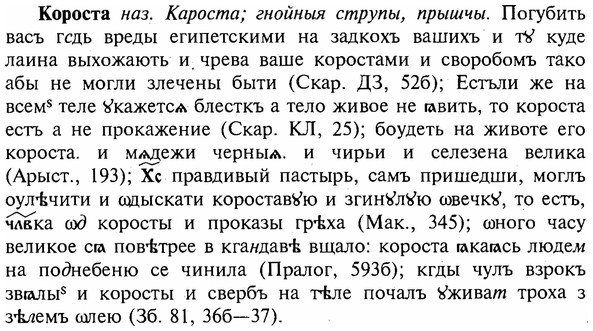 Короста наз. Кароста; гнойныя струпы, прышчы. Погубить
васъ гсдь вреды египетскими на задкохъ вашихъ и тꙋ куде
лаина выхожають и чрева ваше коростами и своробомъ тако
абы не могли злечены быти (Скар. ДЗ, 52б); Естъли же на
всемъ теле ꙋкажетсѧ блесткъ а тело живое не ꙗвить, то короста
есть а не прокажение (Скар. КЛ, 25); боудеть на животе его
короста. и мѧдежи черныѧ. и чирьи и селезена велика
(Арыст., 193); Хс правдивый пастырь, самъ пришедши, моглъ
оулѣчити и ѡдыскати короставꙋю и згинꙋлꙋю ѡвечкꙋ, то есть,
члвка ѡд коросты и проказы грѣха (Мак., 345); ѡного часу
великое сꙗ повѣтрее в кгандавѣ вщало: короста ꙗкаꙗсь людем
на поднебеню се чинила (Пралог, 593б); кгды чулъ взрокъ
звꙗлыѕ и коросты и свербъ на тѣле почалъ ꙋживат троха з
зѣлемъ ѡлею (Зб. 81, 36б—37).